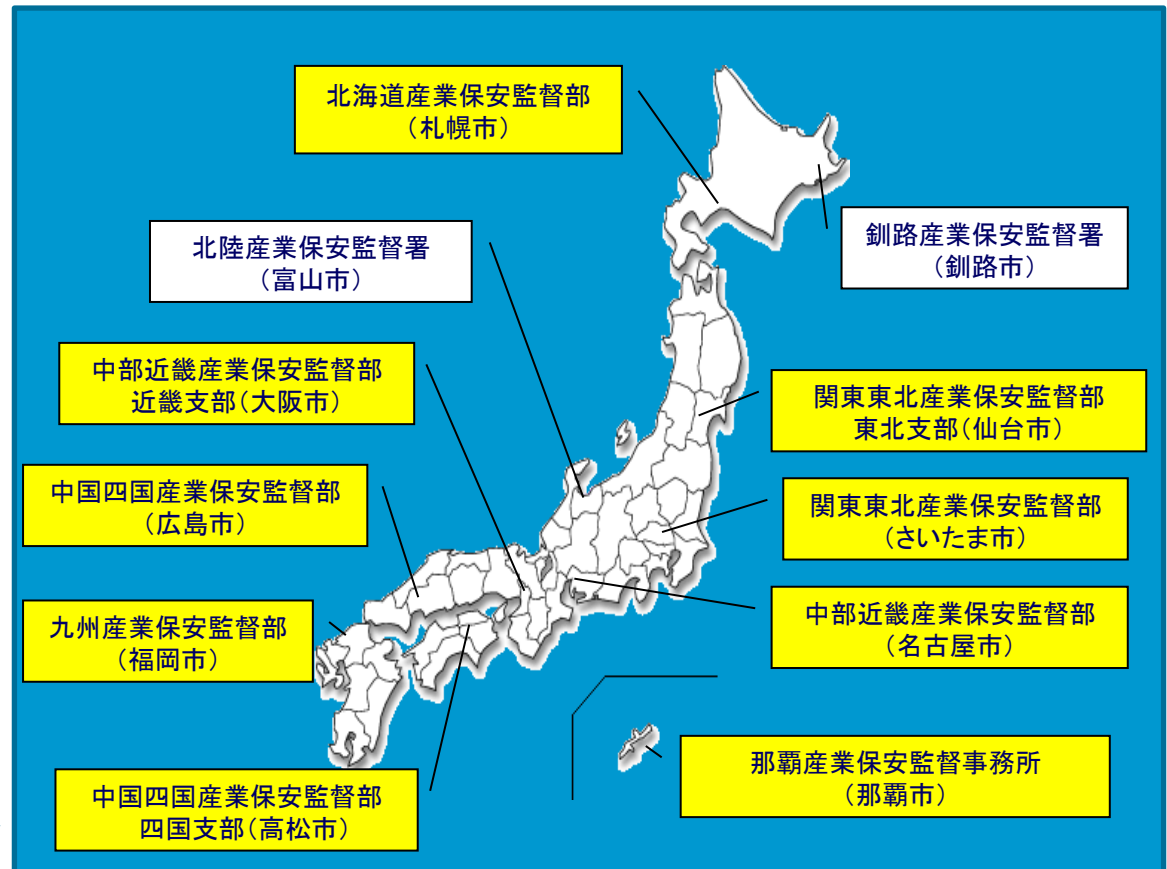 北海道産業保安監督部
（札幌市）
北陸産業保安監督署
（富山市）
釧路産業保安監督署
（釧路市）
中部近畿産業保安監督部
近畿支部（大阪市）
関東東北産業保安監督部
東北支部（仙台市）
中国四国産業保安監督部
（広島市）
関東東北産業保安監督部
（さいたま市）
九州産業保安監督部
（福岡市）
中部近畿産業保安監督部
（名古屋市）
那覇産業保安監督事務所
（那覇市）
中国四国産業保安監督部
四国支部（高松市）